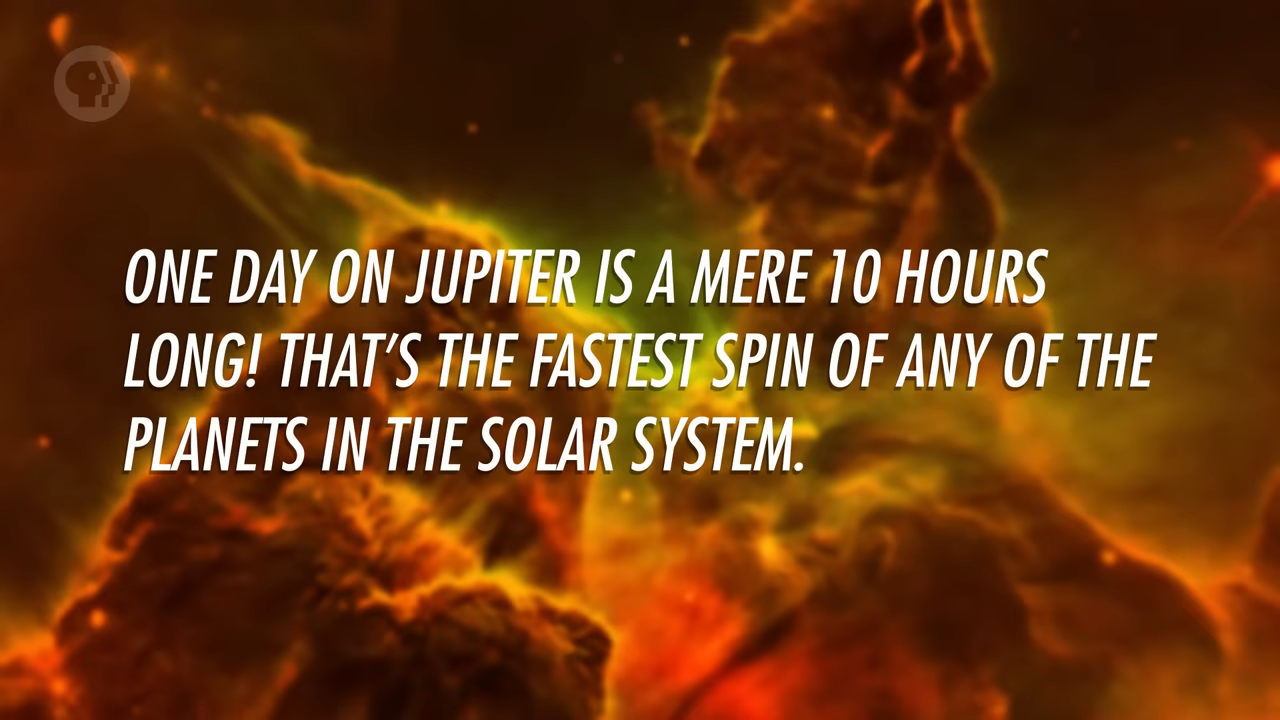 ONE DAY ON JUPITER IS A MERE 10 HOURS
LONG! THAT'S THE FASTEST SPIN OF ANY OF THE
PLANETS IN THE SOLAR SYSTEM.